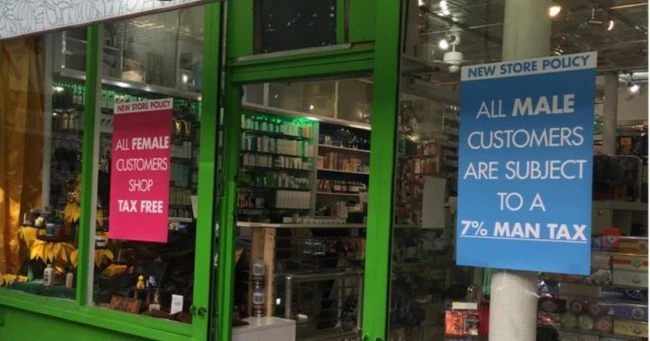 NEW STORE POLICY
ALL FEMALE
CUSTOMERS
SHOP
TAX FREE
NEW STORE POLICY
ALL MALE
CUSTOMERS
ARE SUBJECT
TO A
7% MAN TAX